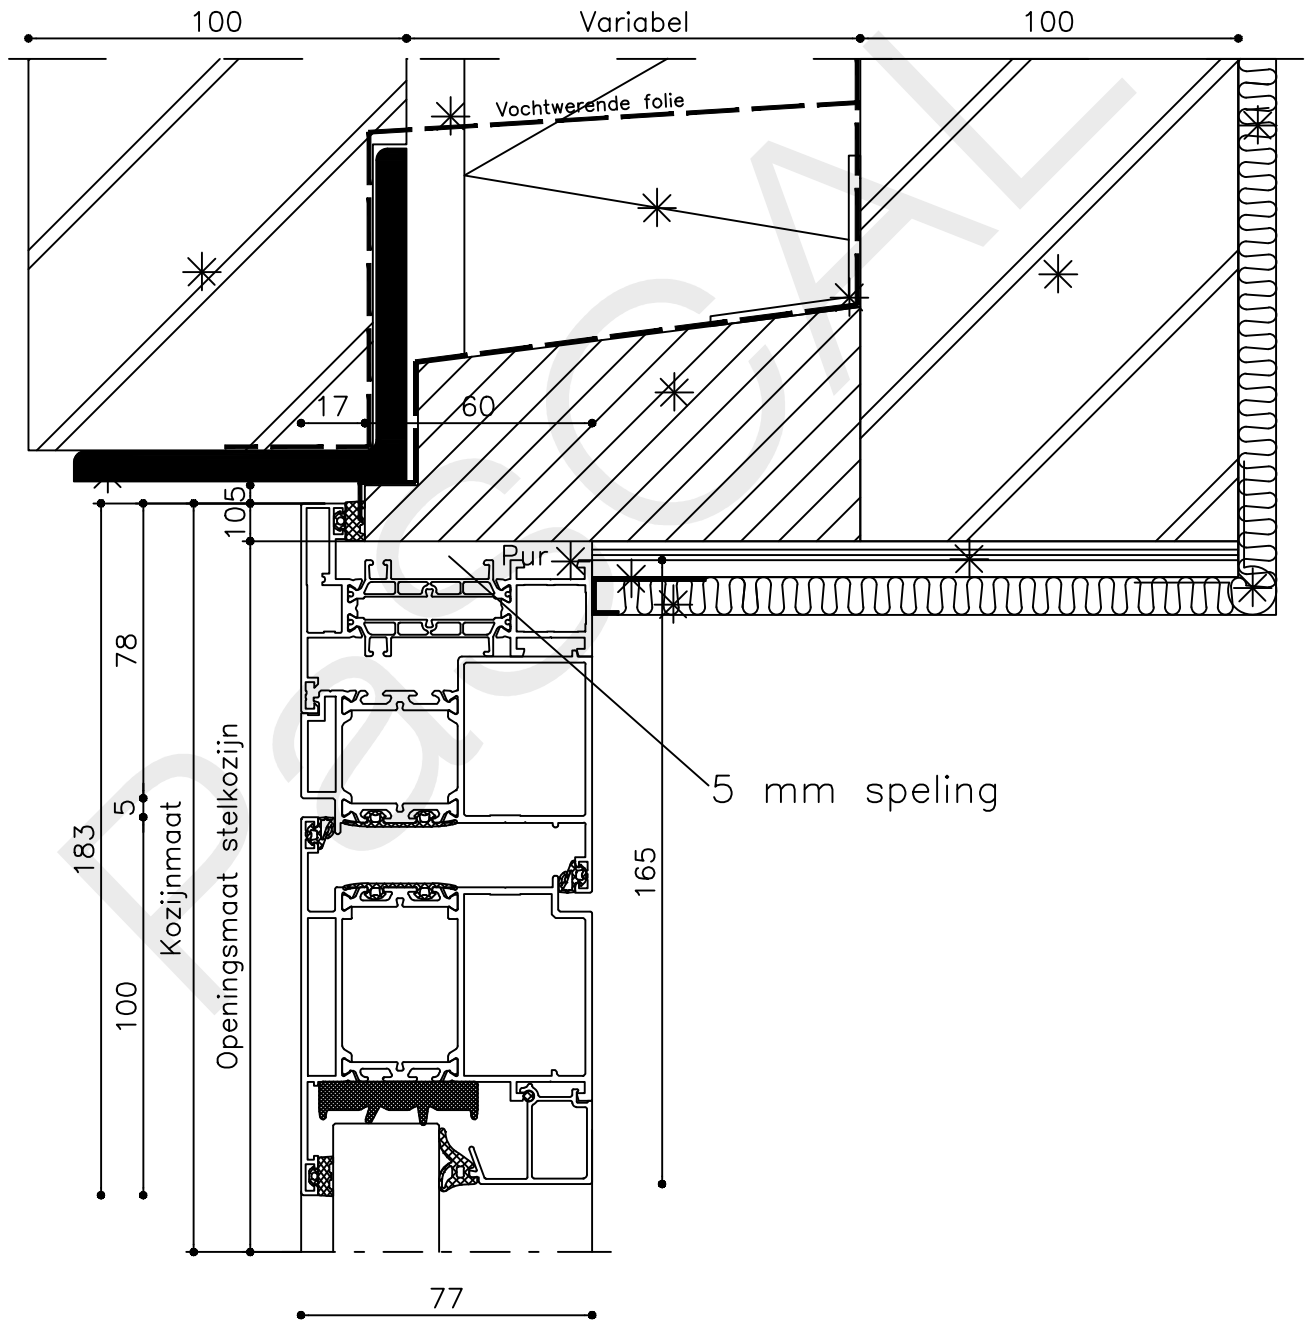 100
Variabel
100
Vochtwerende folie
17
60
105
Pur
78
5 mm speling
5
183
Kozijnmaat
Openingsmaat stelkozijn
165
100
77
PasCAL